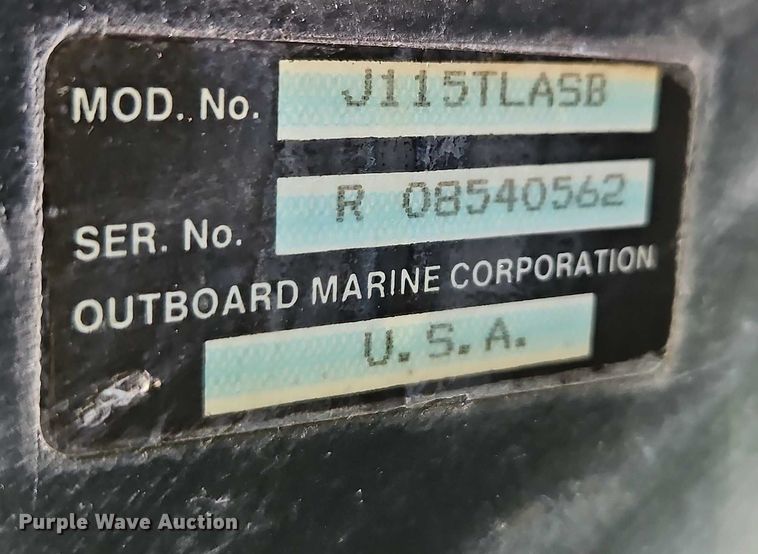 MOD. No. J115TLASB
SER. No. R 08540562
OUTBOARD MARINE CORPORATION
U.S.A.
Purple Wave Auction